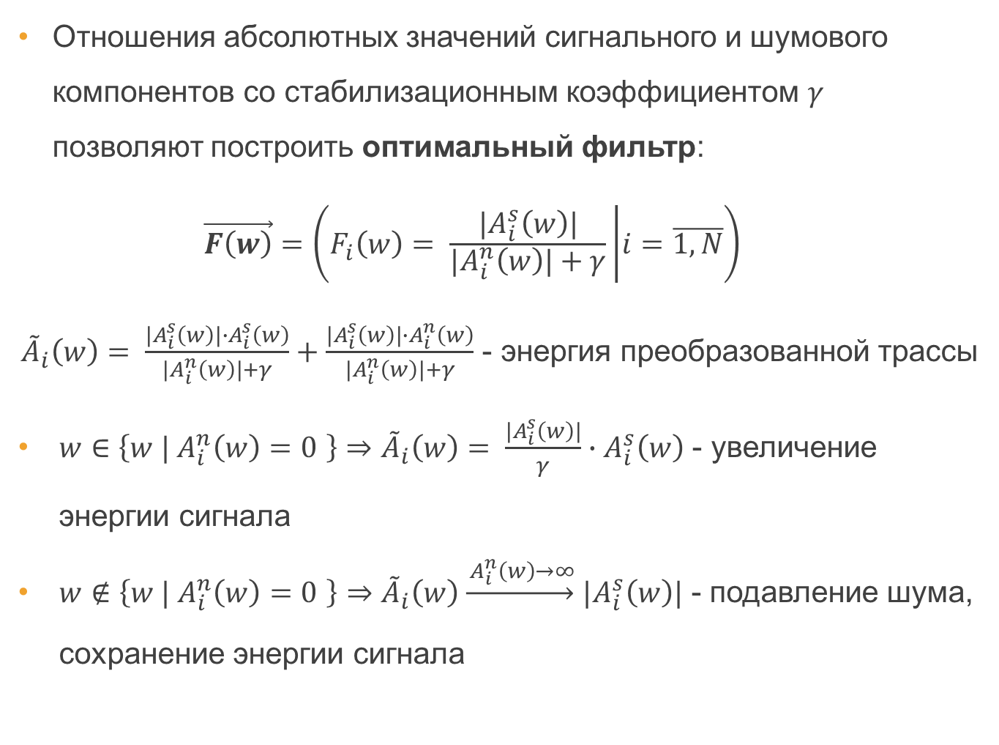 • Отношения абсолютных значений сигнального и шумового
компонентов со стабилизационным коэффициентом γ
позволяют построить оптимальный фильтр:
$\overrightarrow{\boldsymbol{F(w)}} = \left( F_i(w) = \frac{|A_i^s(w)|}{|A_i^n(w)| + \gamma} \middle| i = \overline{1, N} \right)$
$\tilde{A}_i(w) = \frac{|A_i^s(w)| \cdot A_i^s(w)}{|A_i^n(w)| + \gamma} + \frac{|A_i^s(w)| \cdot A_i^n(w)}{|A_i^n(w)| + \gamma}$ - энергия преобразованной трассы
• $w \in \{w \mid A_i^n(w) = 0 \} \Rightarrow \tilde{A}_i(w) = \frac{|A_i^s(w)|}{\gamma} \cdot A_i^s(w)$ - увеличение
энергии сигнала
• $w \notin \{w \mid A_i^n(w) = 0 \} \Rightarrow \tilde{A}_i(w) \xrightarrow{A_i^n(w) \to \infty} |A_i^s(w)|$ - подавление шума,
сохранение энергии сигнала